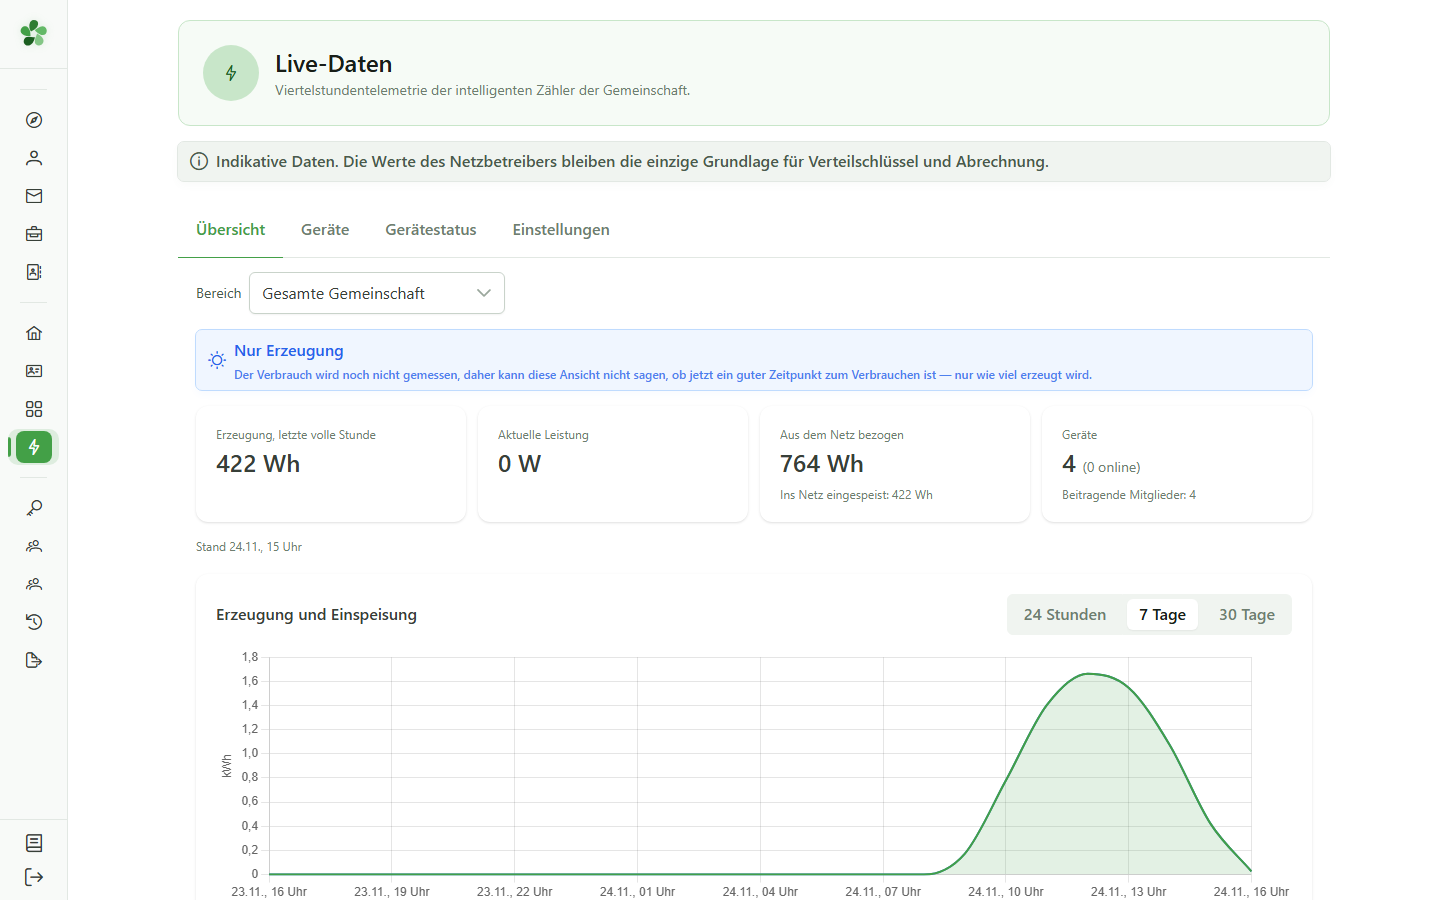 Live-Daten
Viertelstundentelemetrie der intelligenten Zähler der Gemeinschaft.
Indikative Daten. Die Werte des Netzbetreibers bleiben die einzige Grundlage für Verteilschlüssel und Abrechnung.
Übersicht Geräte Gerätestatus Einstellungen
Bereich Gesamte Gemeinschaft
Nur Erzeugung
Der Verbrauch wird noch nicht gemessen, daher kann diese Ansicht nicht sagen, ob jetzt ein guter Zeitpunkt zum Verbrauchen ist — nur wie viel erzeugt wird.
Erzeugung, letzte volle Stunde
422 Wh
Aktuelle Leistung
0 W
Aus dem Netz bezogen
764 Wh
Ins Netz eingespeist: 422 Wh
Geräte
4 (0 online)
Beitragende Mitglieder: 4
Stand 24.11., 15 Uhr
Erzeugung und Einspeisung
24 Stunden 7 Tage 30 Tage
kWh
1,8
1,6
1,4
1,2
1,0
0,8
0,6
0,4
0,2
0
23.11., 16 Uhr 23.11., 19 Uhr 23.11., 22 Uhr 24.11., 01 Uhr 24.11., 04 Uhr 24.11., 07 Uhr 24.11., 10 Uhr 24.11., 13 Uhr 24.11., 16 Uhr